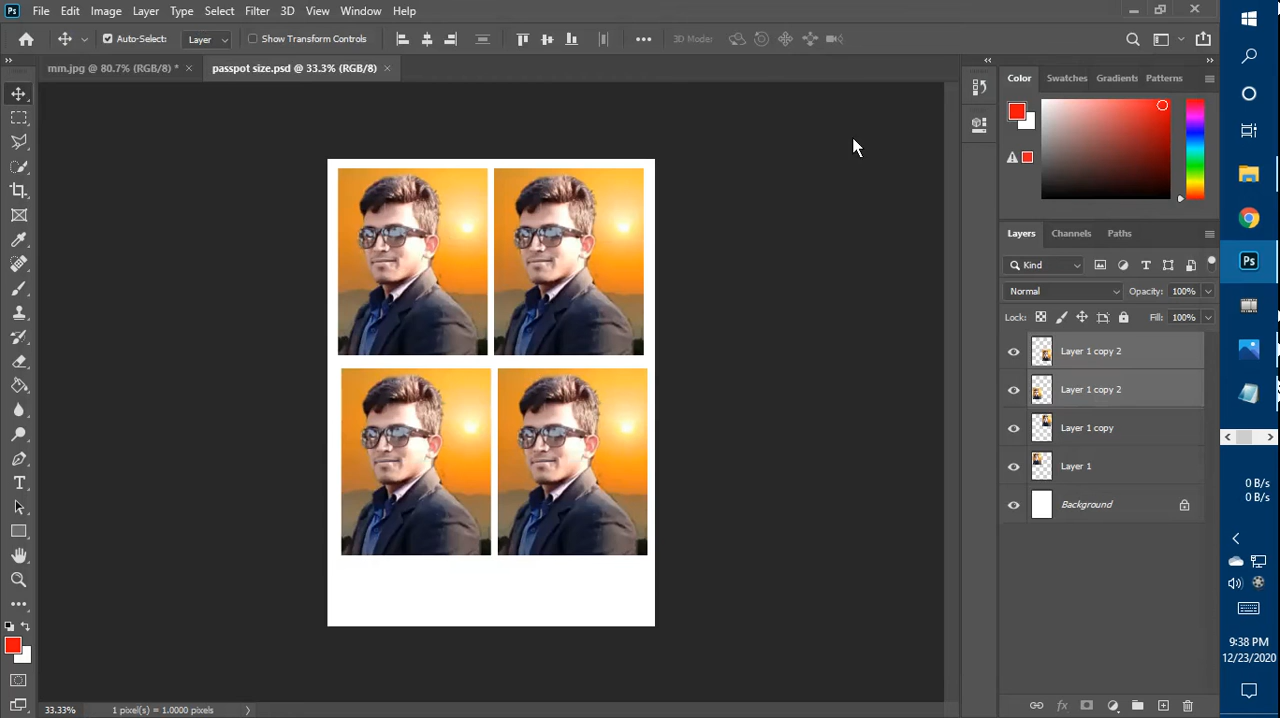 Ps File Edit Image Layer Type Select Filter 3D View Window Help
Auto-Select: Layer Show Transform Controls 3D Mode:
mm.jpg @ 80.7% (RGB/8) * passpot size.psd @ 33.3% (RGB/8)
Color Swatches Gradients Patterns
Layers Channels Paths
Kind
Normal Opacity: 100%
Lock: Fill: 100%
Layer 1 copy 2
Layer 1 copy 2
Layer 1 copy
Layer 1
Background
33.33% 1 pixel(s) = 1.0000 pixels
Ps
0 B/s
0 B/s
9:38 PM
12/23/2020